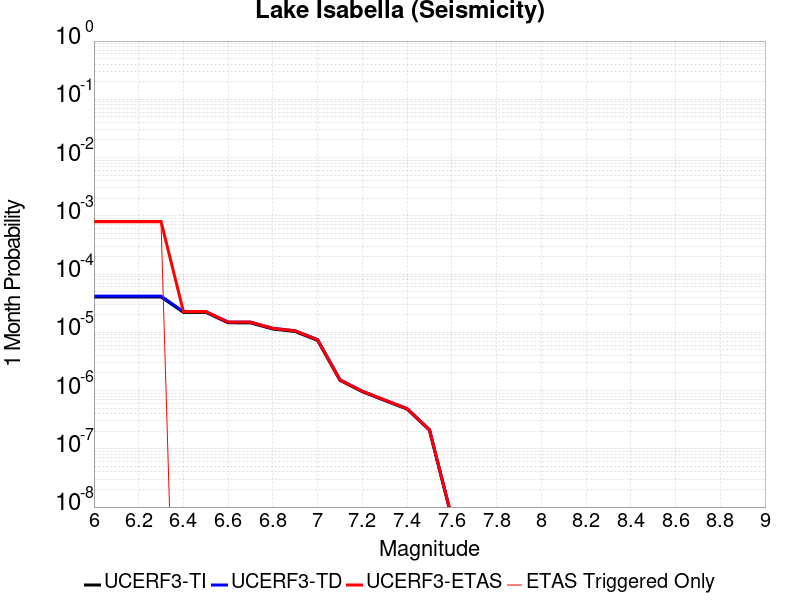 Lake Isabella (Seismicity)
1 Month Probability
10^0
10^-1
10^-2
10^-3
10^-4
10^-5
10^-6
10^-7
10^-8
6 6.2 6.4 6.6 6.8 7 7.2 7.4 7.6 7.8 8 8.2 8.4 8.6 8.8 9
Magnitude
UCERF3-TI UCERF3-TD UCERF3-ETAS ETAS Triggered Only